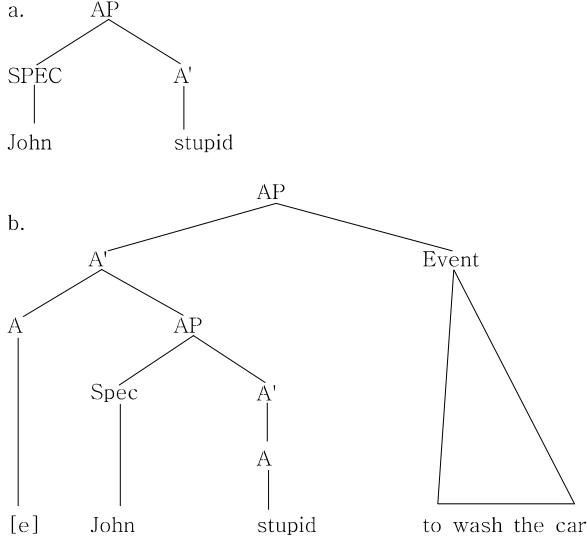 a. AP
SPEC A'
John stupid
AP
b.
A' Event
A AP
Spec A'
A
[e] John stupid to wash the car